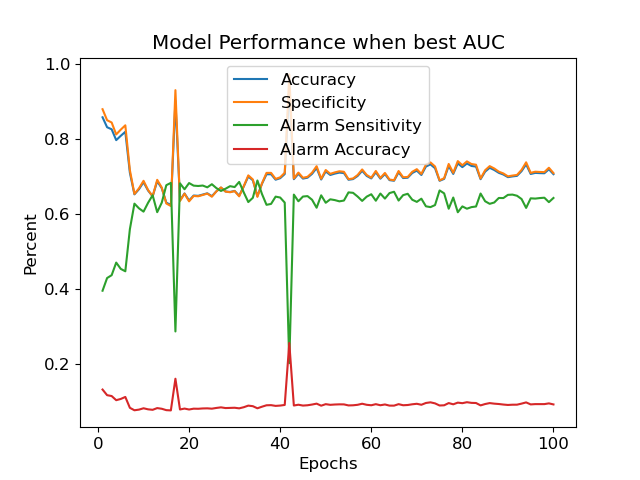 Model Performance when best AUC
Accuracy
Specificity
Alarm Sensitivity
Alarm Accuracy
1.0
0.8
0.6
0.4
0.2
Percent
0
20
40
60
80
100
Epochs